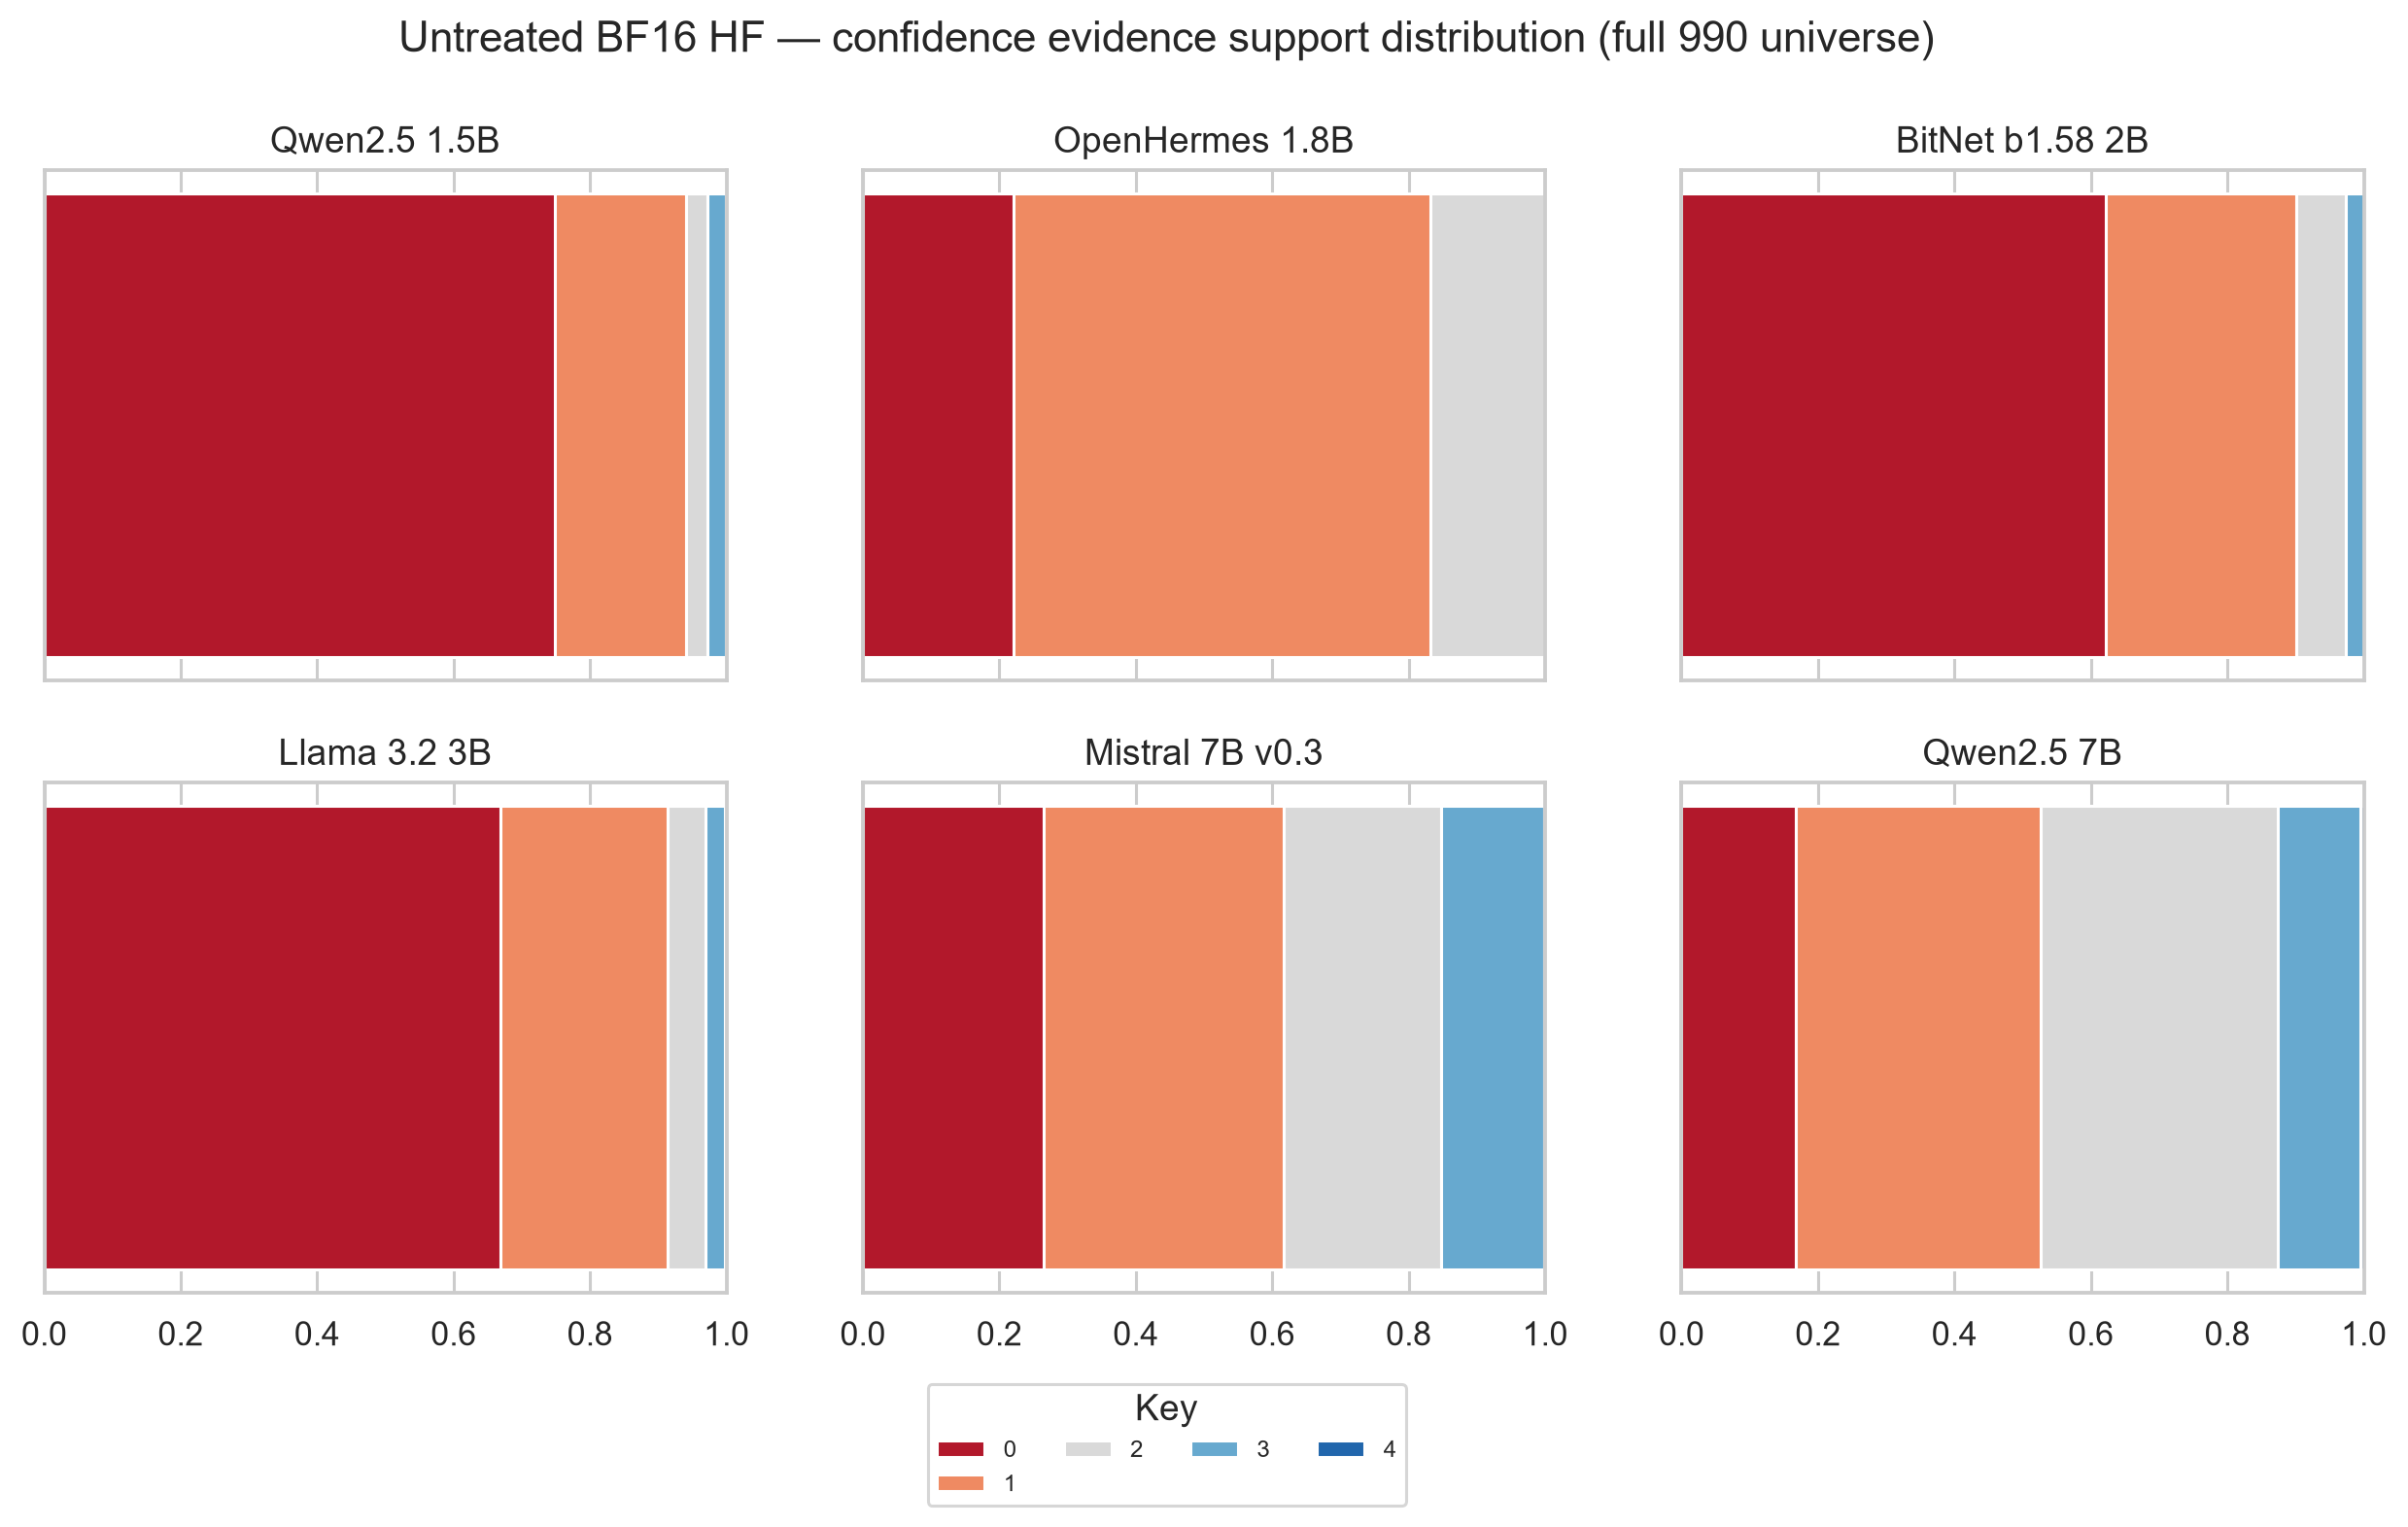 Untreated BF16 HF — confidence evidence support distribution (full 990 universe)
Qwen2.5 1.5B
OpenHermes 1.8B
BitNet b1.58 2B
Llama 3.2 3B
Mistral 7B v0.3
Qwen2.5 7B
0.0 0.2 0.4 0.6 0.8 1.0
0.0 0.2 0.4 0.6 0.8 1.0
0.0 0.2 0.4 0.6 0.8 1.0
Key
0 2 3 4
1